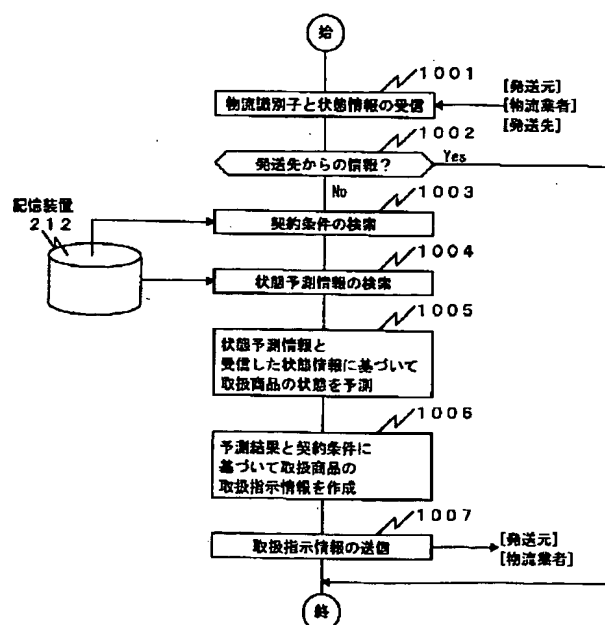 始
1001
物流識別子と状態情報の受信
[発送元]
[物流業者]
[発送先]
1002
発送先からの情報？
Yes
No
1003
契約条件の検索
記憶装置
212
1004
状態予測情報の検索
1005
状態予測情報と
受信した状態情報に基づいて
取扱商品の状態を予測
1006
予測結果と契約条件に
基づいて取扱商品の
取扱指示情報を作成
1007
取扱指示情報の送信
[発送元]
[物流業者]
終